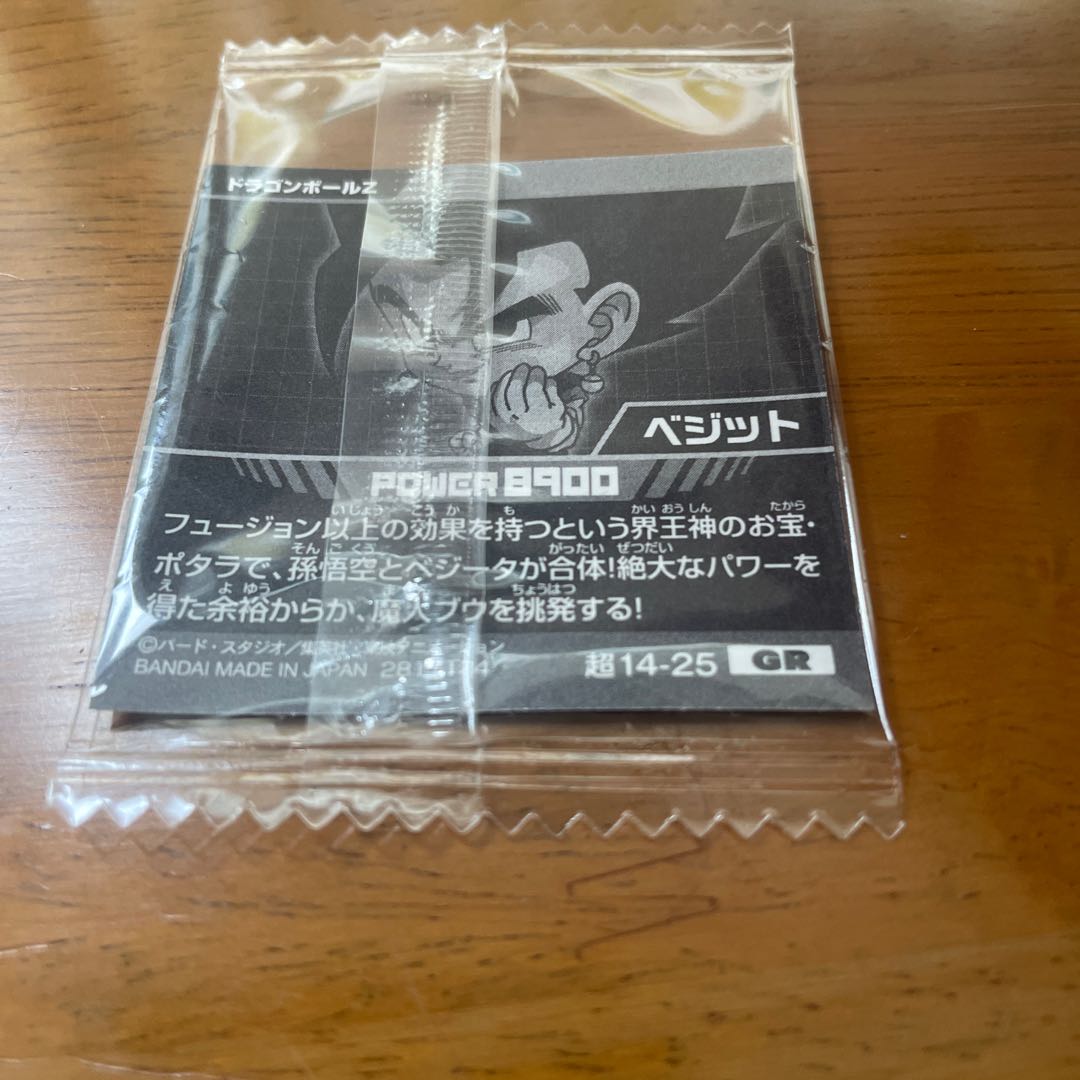 ドラゴンボールZ
ベジット
POWER 8900
いじょう こう か も かい おう しん たから
フュージョン以上の効果を持つという界王神のお宝・
そん ご くう がったい ぜつだい
ポタラで、孫悟空とベジータが合体!絶大なパワーを
え よ ゆう ちょうはつ
得た余裕からか、魔人ブウを挑発する!
©バード・スタジオ/集英社・東映アニメーション
BANDAI MADE IN JAPAN
超14-25 GR